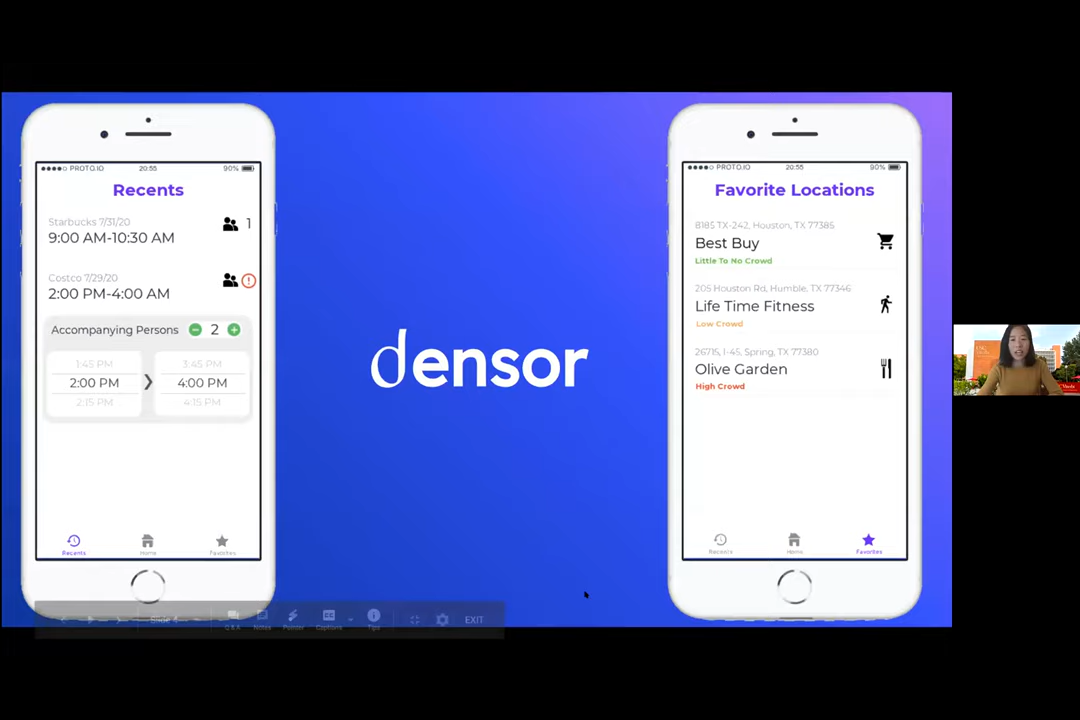 ●●●●○ PROTO.IO 20:55 90%
Recents
Starbucks 7/31/20
9:00 AM-10:30 AM
1
Costco 7/29/20
2:00 PM-4:00 AM
Accompanying Persons 2
1:45 PM 3:45 PM
2:00 PM 4:00 PM
2:15 PM 4:15 PM
Recents Home Favorites
densor
●●●●○ PROTO.IO 20:55 90%
Favorite Locations
8185 TX-242, Houston, TX 77385
Best Buy
Little To No Crowd
205 Houston Rd, Humble, TX 77346
Life Time Fitness
Low Crowd
26715, I-45, Spring, TX 77380
Olive Garden
High Crowd
Recents Home Favorites
Q&A Notes Pointer Captions Tips EXIT